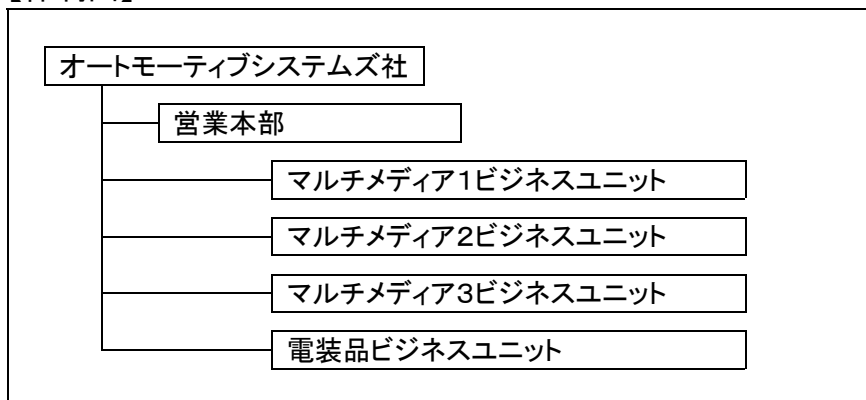 オートモーティブシステムズ社
営業本部
マルチメディア1ビジネスユニット
マルチメディア2ビジネスユニット
マルチメディア3ビジネスユニット
電装品ビジネスユニット